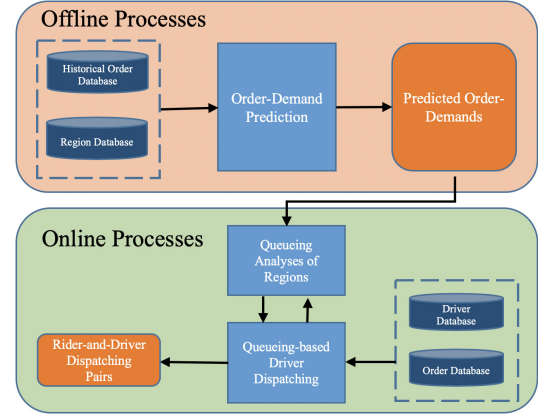 Offline Processes
Historical Order
Database
Region Database
Order-Demand
Prediction
Predicted Order-
Demands
Online Processes
Queueing
Analyses of
Regions
Driver
Database
Order Database
Queueing-based
Driver
Dispatching
Rider-and-Driver
Dispatching
Pairs